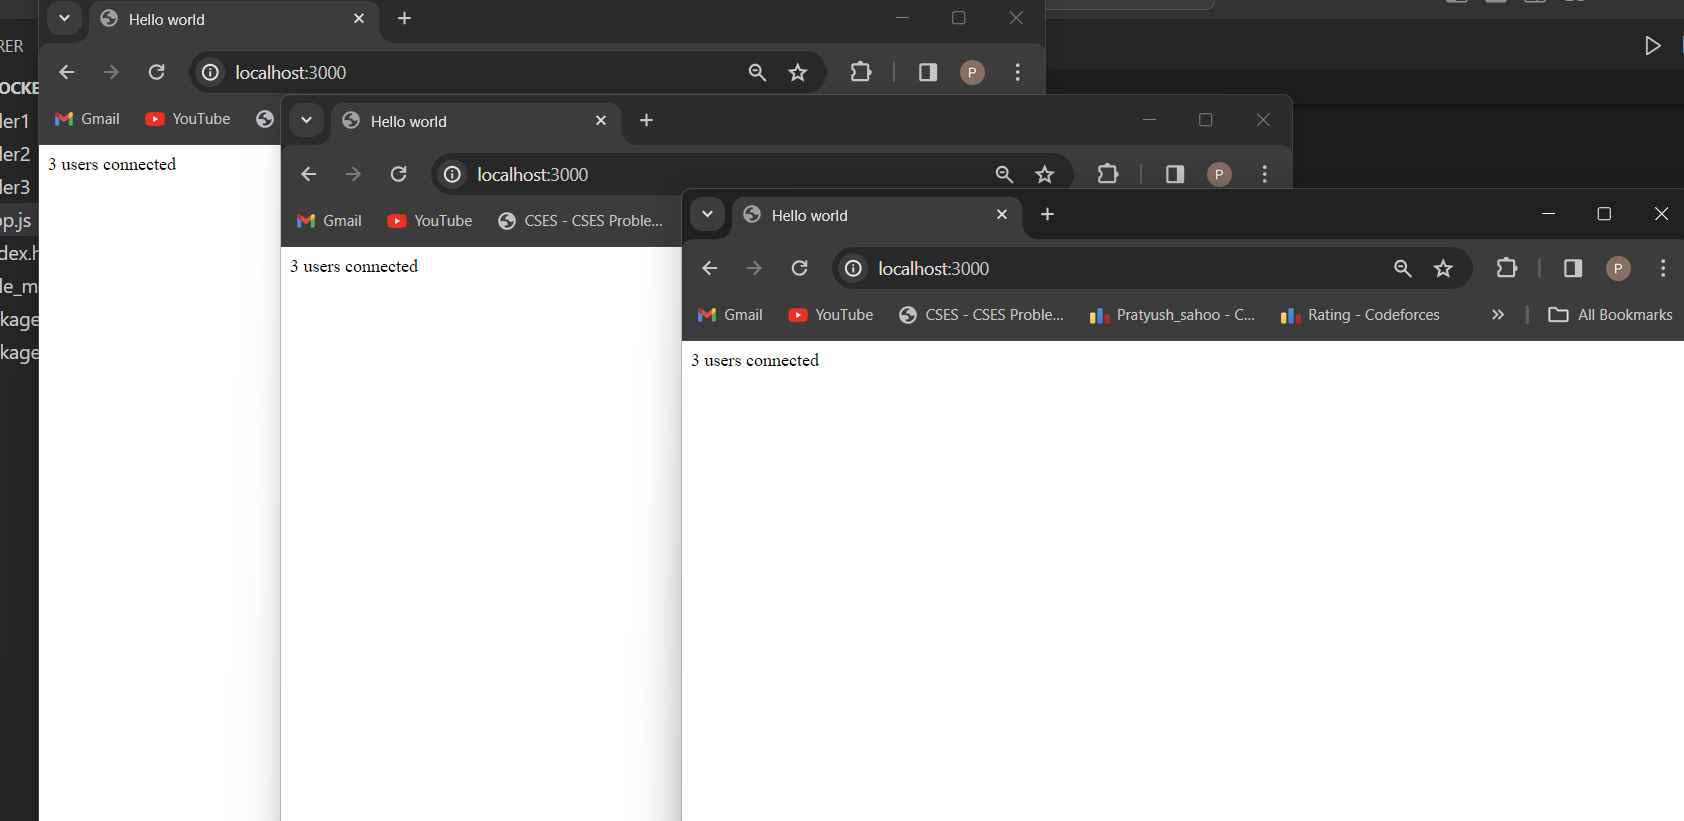 Hello world
localhost:3000
P
Gmail
YouTube
3 users connected
Hello world
localhost:3000
P
Gmail
YouTube
CSES - CSES Proble...
3 users connected
Hello world
localhost:3000
P
Gmail
YouTube
CSES - CSES Proble...
Pratyush_sahoo - C...
Rating - Codeforces
All Bookmarks
3 users connected
RER
OCKE
ler1
ler2
ler3
p.js
dex.h
le_m
kage
kage